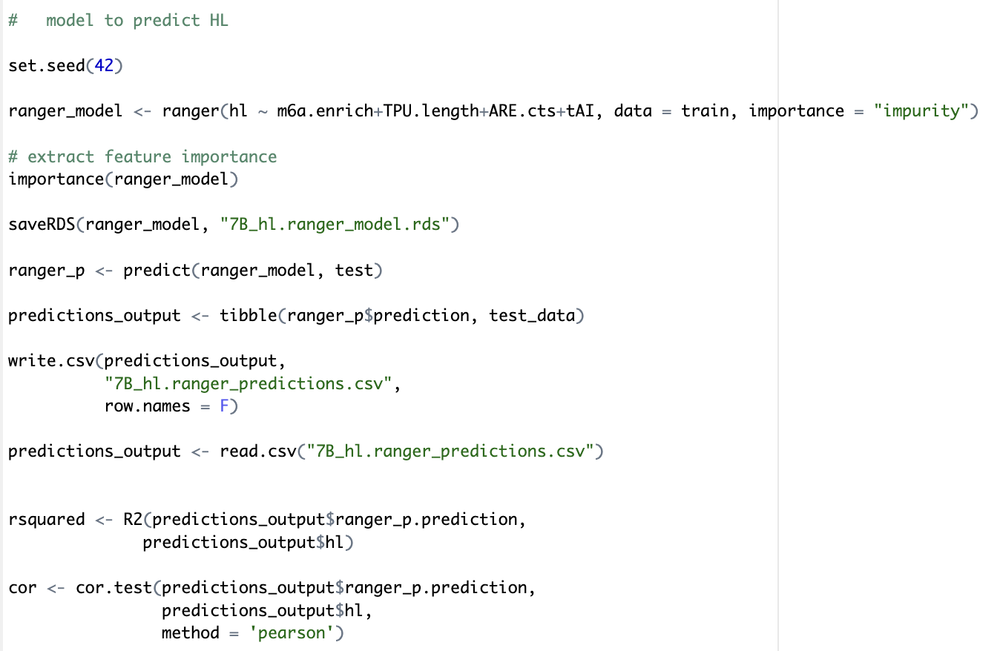 #   model to predict HL
set.seed(42)
ranger_model <- ranger(hl ~ m6a.enrich+TPU.length+ARE.cts+tAI, data = train, importance = "impurity")
# extract feature importance
importance(ranger_model)
saveRDS(ranger_model, "7B_hl.ranger_model.rds")
ranger_p <- predict(ranger_model, test)
predictions_output <- tibble(ranger_p$prediction, test_data)
write.csv(predictions_output,
          "7B_hl.ranger_predictions.csv",
          row.names = F)
predictions_output <- read.csv("7B_hl.ranger_predictions.csv")
rsquared <- R2(predictions_output$ranger_p.prediction,
              predictions_output$hl)
cor <- cor.test(predictions_output$ranger_p.prediction,
                predictions_output$hl,
                method = 'pearson')